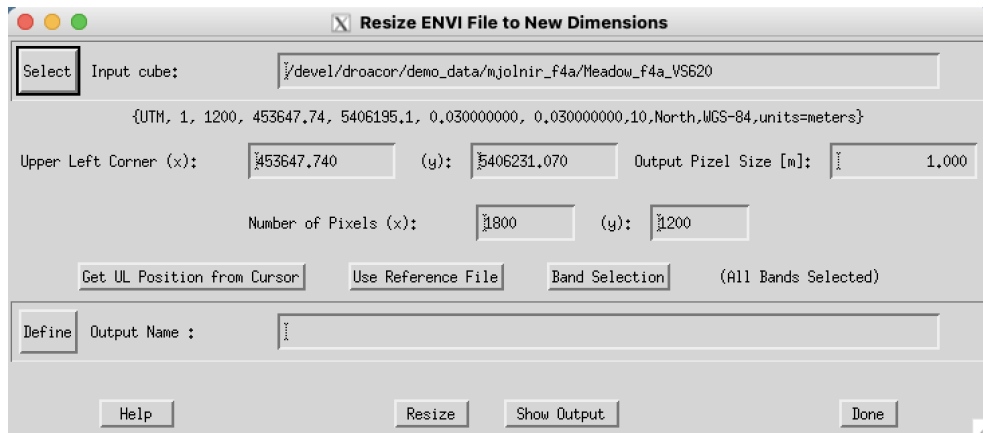 Resize ENVI File to New Dimensions
Select Input cube: /devel/droacor/demo_data/mjolnir_f4a/Meadow_f4a_VS620
{UTM, 1, 1200, 453647.74, 5406195.1, 0.030000000, 0.030000000,10,North,WGS-84,units=meters}
Upper Left Corner (x): 453647.740 (y): 5406231.070 Output Pizel Size [m]: 1.000
Number of Pixels (x): 1800 (y): 1200
Get UL Position from Cursor Use Reference File Band Selection (All Bands Selected)
Define Output Name :
Help Resize Show Output Done